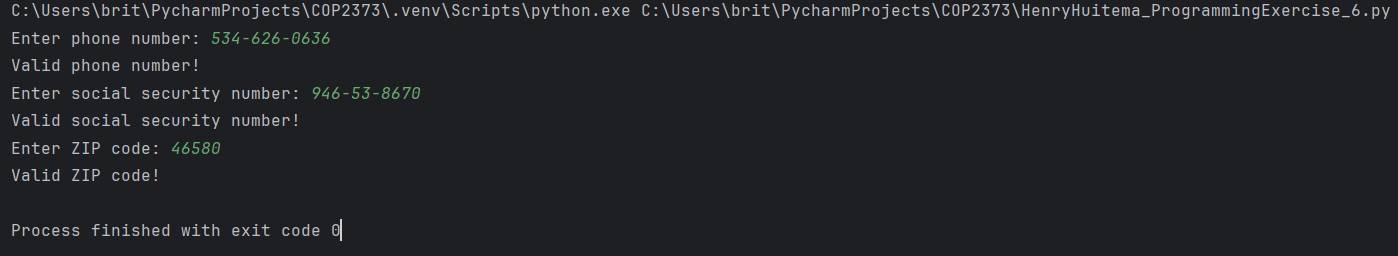 C:\Users\brit\PycharmProjects\COP2373\.venv\Scripts\python.exe C:\Users\brit\PycharmProjects\COP2373\HenryHuitema_ProgrammingExercise_6.py
Enter phone number: 534-626-0636
Valid phone number!
Enter social security number: 946-53-8670
Valid social security number!
Enter ZIP code: 46580
Valid ZIP code!
Process finished with exit code 0